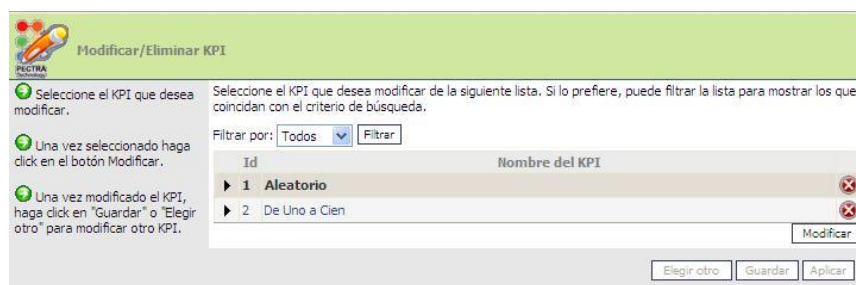 Modificar/Eliminar KPI
PECTRA
Technology
Seleccione el KPI que desea
modificar.
Una vez seleccionado haga
click en el botón Modificar.
Una vez modificado el KPI,
haga click en "Guardar" o "Elegir
otro" para modificar otro KPI.
Seleccione el KPI que desea modificar de la siguiente lista. Si lo prefiere, puede filtrar la lista para mostrar los que
coincidan con el criterio de búsqueda.
Filtrar por: Todos Filtrar
Id Nombre del KPI
1 Aleatorio
2 De Uno a Cien
Modificar
Elegir otro Guardar Aplicar